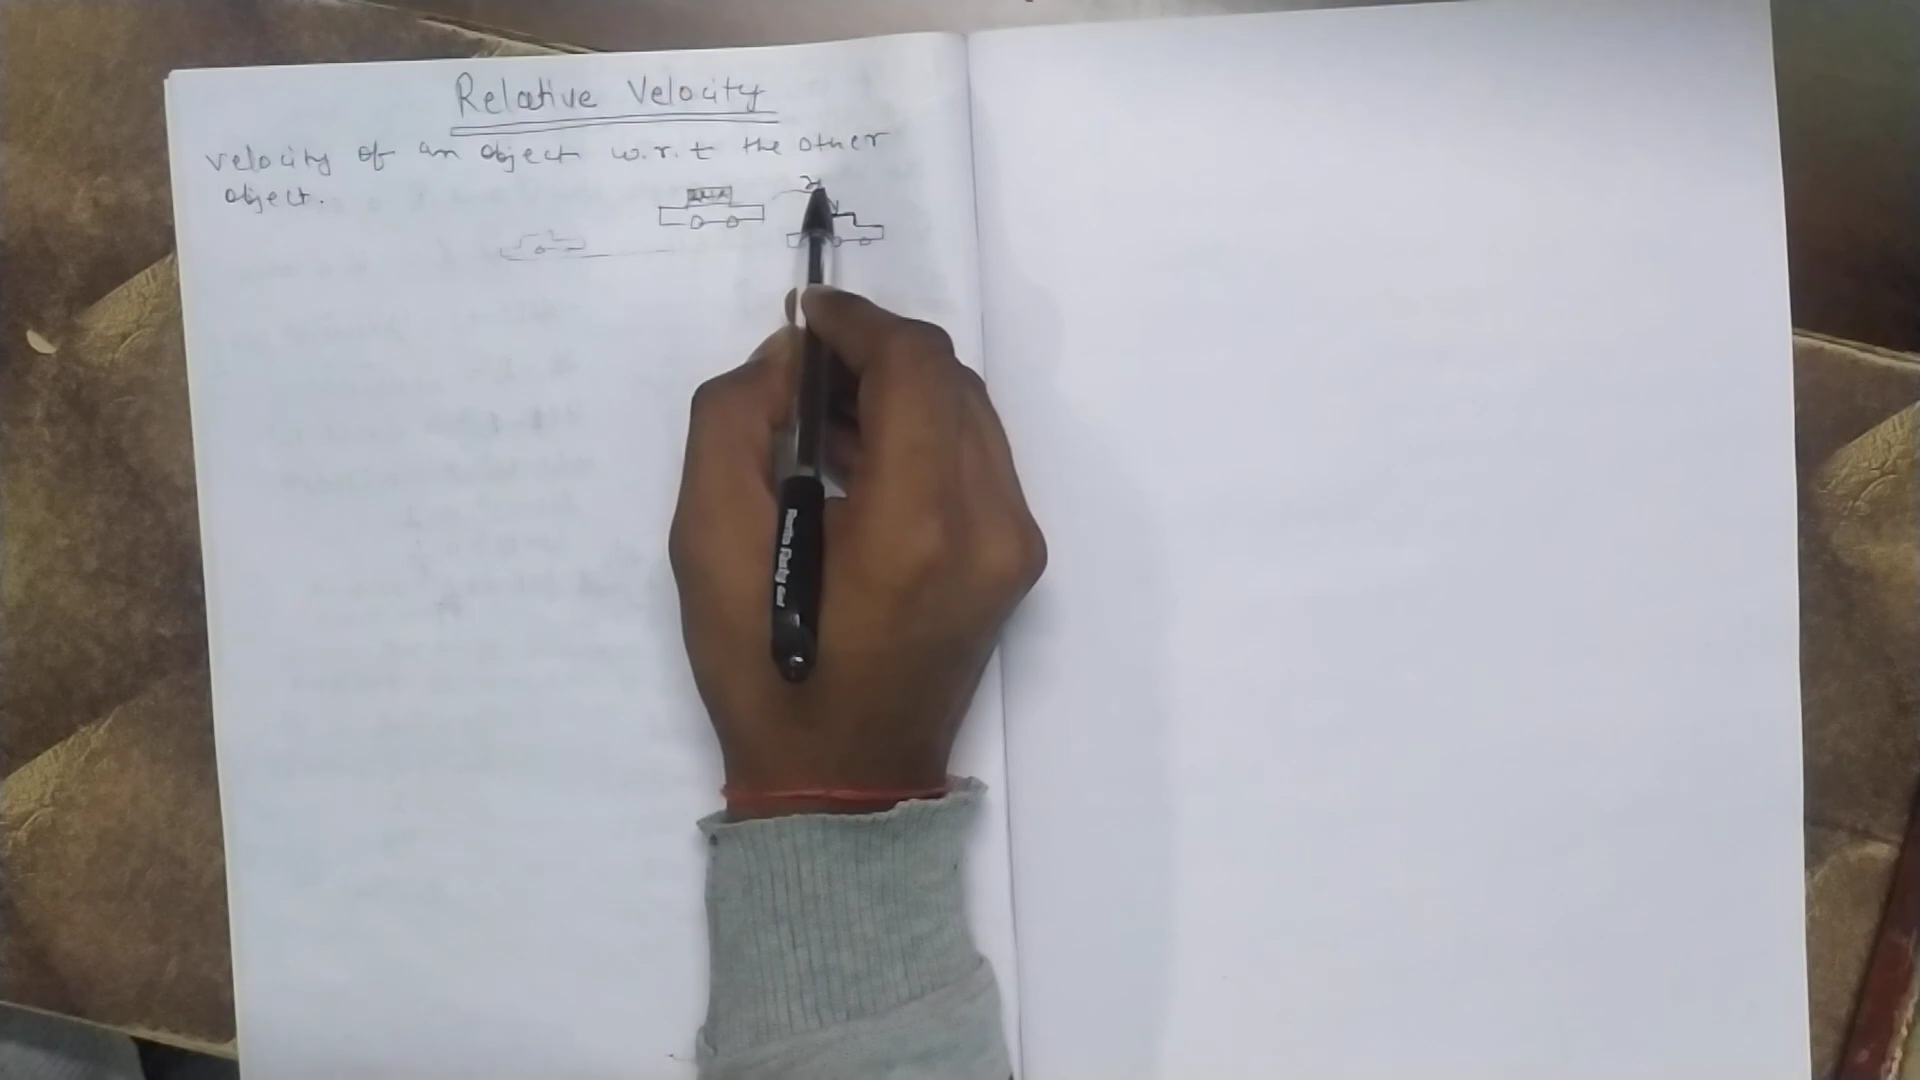 Relative Velocity
velocity of an object w.r.t the other
object.